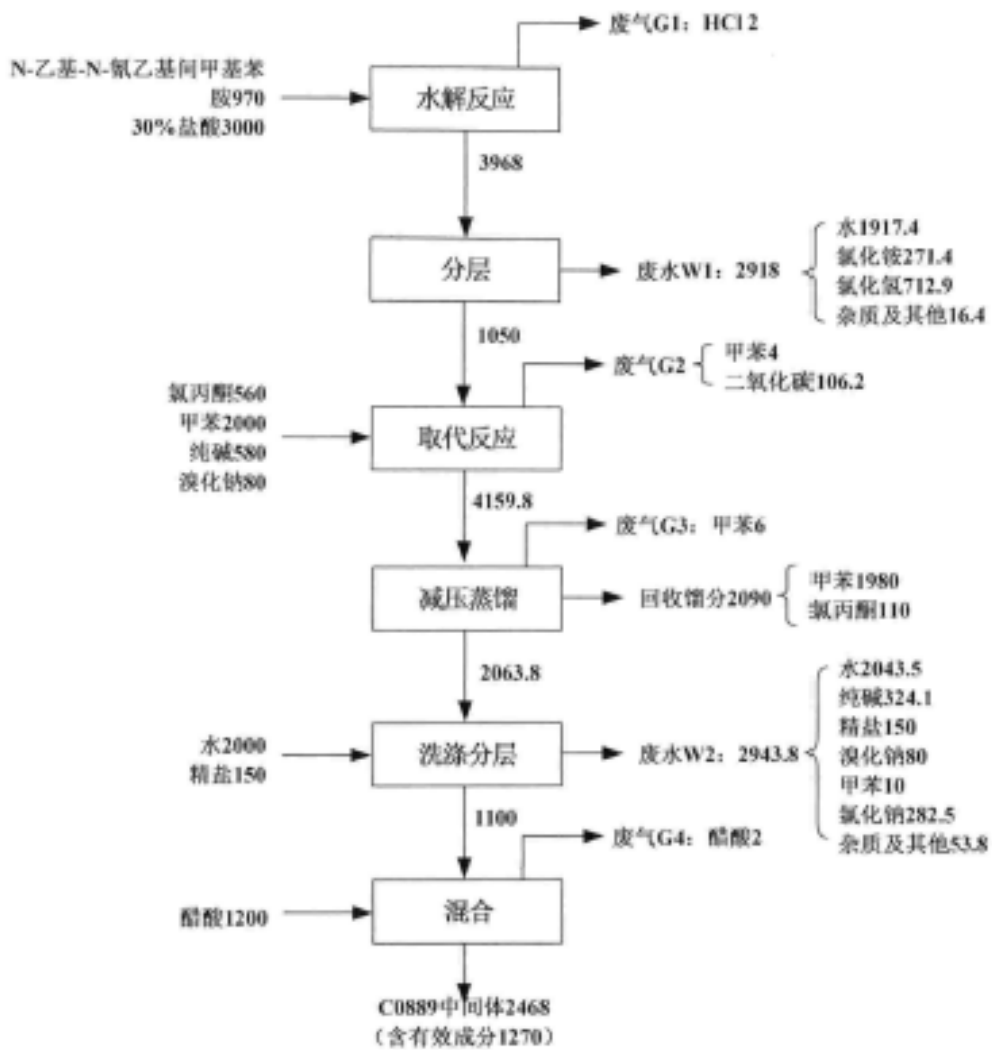 废气G1：HCl 2
N-乙基-N-氰乙基间甲基苯
胺970
30%盐酸3000
水解反应
3968
分层
废水W1：2918
水1917.4
氯化铵271.4
氯化氢712.9
杂质及其他16.4
1050
废气G2
甲苯4
二氧化碳106.2
氯丙酮560
甲苯2000
纯碱580
溴化钠80
取代反应
4159.8
废气G3：甲苯6
减压蒸馏
回收馏分2090
甲苯1980
氯丙酮110
2063.8
水2000
精盐150
洗涤分层
废水W2：2943.8
水2043.5
纯碱324.1
精盐150
溴化钠80
甲苯10
氯化钠282.5
杂质及其他53.8
1100
废气G4：醋酸2
醋酸1200
混合
C0889中间体2468
（含有效成分1270）